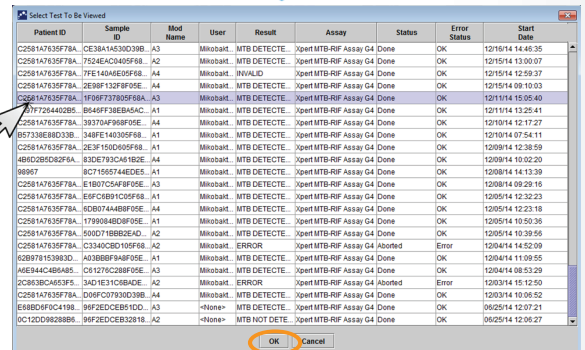 Select Test To Be Viewed
Patient ID Sample ID Mod Name User Result Assay Status Error Status Start Date
C2581A7635F78A... CE38A1A530D39B... A3 Mikobakt... MTB DETECTE... Xpert MTB-RIF Assay G4 Done OK 12/16/14 14:46:35
C2581A7635F78A... 7524EAC0405F68... A2 Mikobakt... MTB DETECTE... Xpert MTB-RIF Assay G4 Done OK 12/15/14 13:00:07
C2581A7635F78A... 7FE140A6E05F68... A4 Mikobakt... INVALID Xpert MTB-RIF Assay G4 Done OK 12/15/14 12:59:37
C2581A7635F78A... 2E98F132F8F05E... A4 Mikobakt... MTB DETECTE... Xpert MTB-RIF Assay G4 Done OK 12/15/14 09:10:03
C2581A7635F78A... 1F06F737805F68A... A3 Mikobakt... MTB DETECTE... Xpert MTB-RIF Assay G4 Done OK 12/11/14 15:05:40
F7264402B5... B646FF38EBA5AC... A1 Mikobakt... MTB DETECTE... Xpert MTB-RIF Assay G4 Done OK 12/11/14 13:25:41
C2581A7635F78A... 39370AF968F05E... A4 Mikobakt... MTB DETECTE... Xpert MTB-RIF Assay G4 Done OK 12/10/14 12:17:27
B57338E88D33B... 348FE140305F68... A1 Mikobakt... MTB DETECTE... Xpert MTB-RIF Assay G4 Done OK 12/10/14 07:54:11
C2581A7635F78A... 2E3F150D605F68... A1 Mikobakt... MTB DETECTE... Xpert MTB-RIF Assay G4 Done OK 12/09/14 12:38:59
4B6D2B5D82F6A... 83DE793CA61B2E... A4 Mikobakt... MTB DETECTE... Xpert MTB-RIF Assay G4 Done OK 12/09/14 10:02:20
98967 8C71565744EDE5... A1 Mikobakt... MTB DETECTE... Xpert MTB-RIF Assay G4 Done OK 12/08/14 14:13:39
C2581A7635F78A... E1B07C5AF8F05E... A3 Mikobakt... MTB DETECTE... Xpert MTB-RIF Assay G4 Done OK 12/08/14 09:29:16
C2581A7635F78A... E6FC6B91C05F68... A1 Mikobakt... MTB DETECTE... Xpert MTB-RIF Assay G4 Done OK 12/05/14 12:32:23
C2581A7635F78A... 6DB074A4B8F05E... A4 Mikobakt... MTB DETECTE... Xpert MTB-RIF Assay G4 Done OK 12/05/14 12:23:18
C2581A7635F78A... 1799084BD8F05E... A1 Mikobakt... MTB DETECTE... Xpert MTB-RIF Assay G4 Done OK 12/05/14 10:50:36
C2581A7635F78A... 500D71BBB2EAD... A2 Mikobakt... MTB DETECTE... Xpert MTB-RIF Assay G4 Done OK 12/05/14 10:39:56
C2581A7635F78A... C3340CBD105F68... A2 Mikobakt... ERROR Xpert MTB-RIF Assay G4 Aborted Error 12/04/14 14:52:09
62B978153983D... A03BBBF9A8F05E... A1 Mikobakt... MTB DETECTE... Xpert MTB-RIF Assay G4 Done OK 12/04/14 11:09:55
A6E944C4B6A85... C61276C288F05E... A3 Mikobakt... MTB DETECTE... Xpert MTB-RIF Assay G4 Done OK 12/04/14 08:53:29
2C863BCA653F5... 3AD1E31C6BADE... A2 Mikobakt... ERROR Xpert MTB-RIF Assay G4 Aborted Error 12/03/14 15:12:50
C2581A7635F78A... D06FC07930D39B... A4 Mikobakt... MTB DETECTE... Xpert MTB-RIF Assay G4 Done OK 12/03/14 10:06:52
E68BD6F0C4198... 96F2EDCEB51DD... A3 <None> MTB DETECTE... Xpert MTB-RIF Assay G4 Done OK 06/25/14 12:07:21
0C12DD98288B6... 96F2EDCEB32818... A2 <None> MTB NOT DETE... Xpert MTB-RIF Assay G4 Done OK 06/25/14 12:06:27
OK Cancel